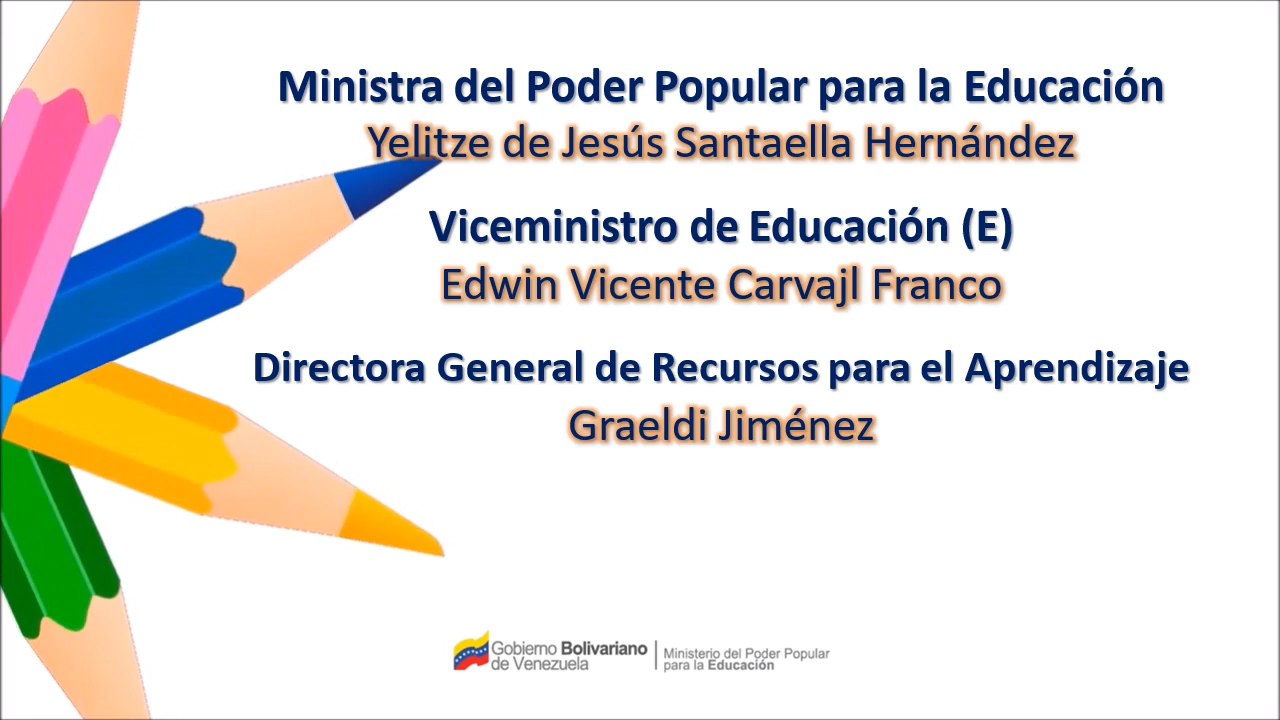 Ministra del Poder Popular para la Educación
Yelitze de Jesús Santaella Hernández
Viceministro de Educación (E)
Edwin Vicente Carvajl Franco
Directora General de Recursos para el Aprendizaje
Graeldi Jiménez
Gobierno Bolivariano
de Venezuela
Ministerio del Poder Popular
para la Educación